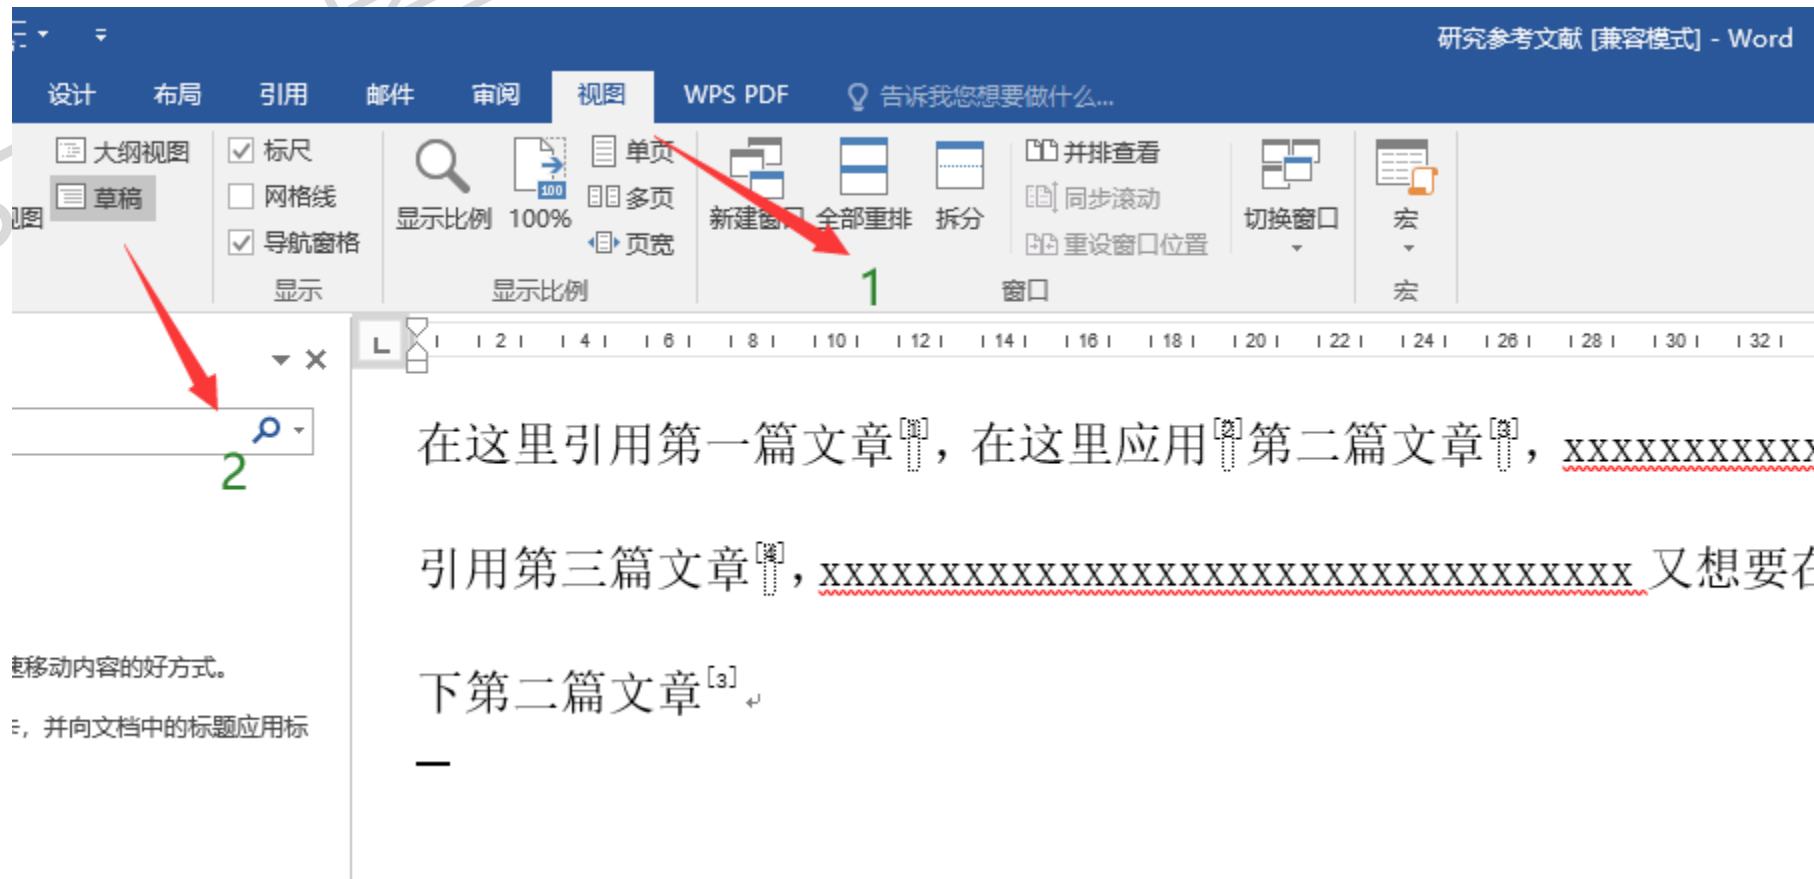 研究参考文献 [兼容模式] - Word
设计 布局 引用 邮件 审阅 视图 WPS PDF 告诉我您想要做什么...
大纲视图 标尺 单页 并排查看
草稿 网格线 显示比例 100% 多页 新建窗口 全部重排 拆分 同步滚动 切换窗口 宏
视图 导航窗格 页宽 重设窗口位置
显示 显示比例 1 窗口 宏
L 2 4 6 8 10 12 14 16 18 20 22 24 26 28 30 32
2
在这里引用第一篇文章[1],在这里应用[2]第二篇文章[3],xxxxxxxxxxx
引用第三篇文章[4],xxxxxxxxxxxxxxxxxxxxxxxxxxxxxxxxxx 又想要在
速移动内容的好方式。
下第二篇文章[3]
,并向文档中的标题应用标